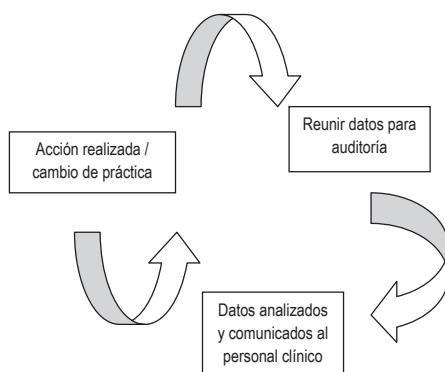 Reunir datos para
auditoría
Acción realizada /
cambio de práctica
Datos analizados
y comunicados al
personal clínico